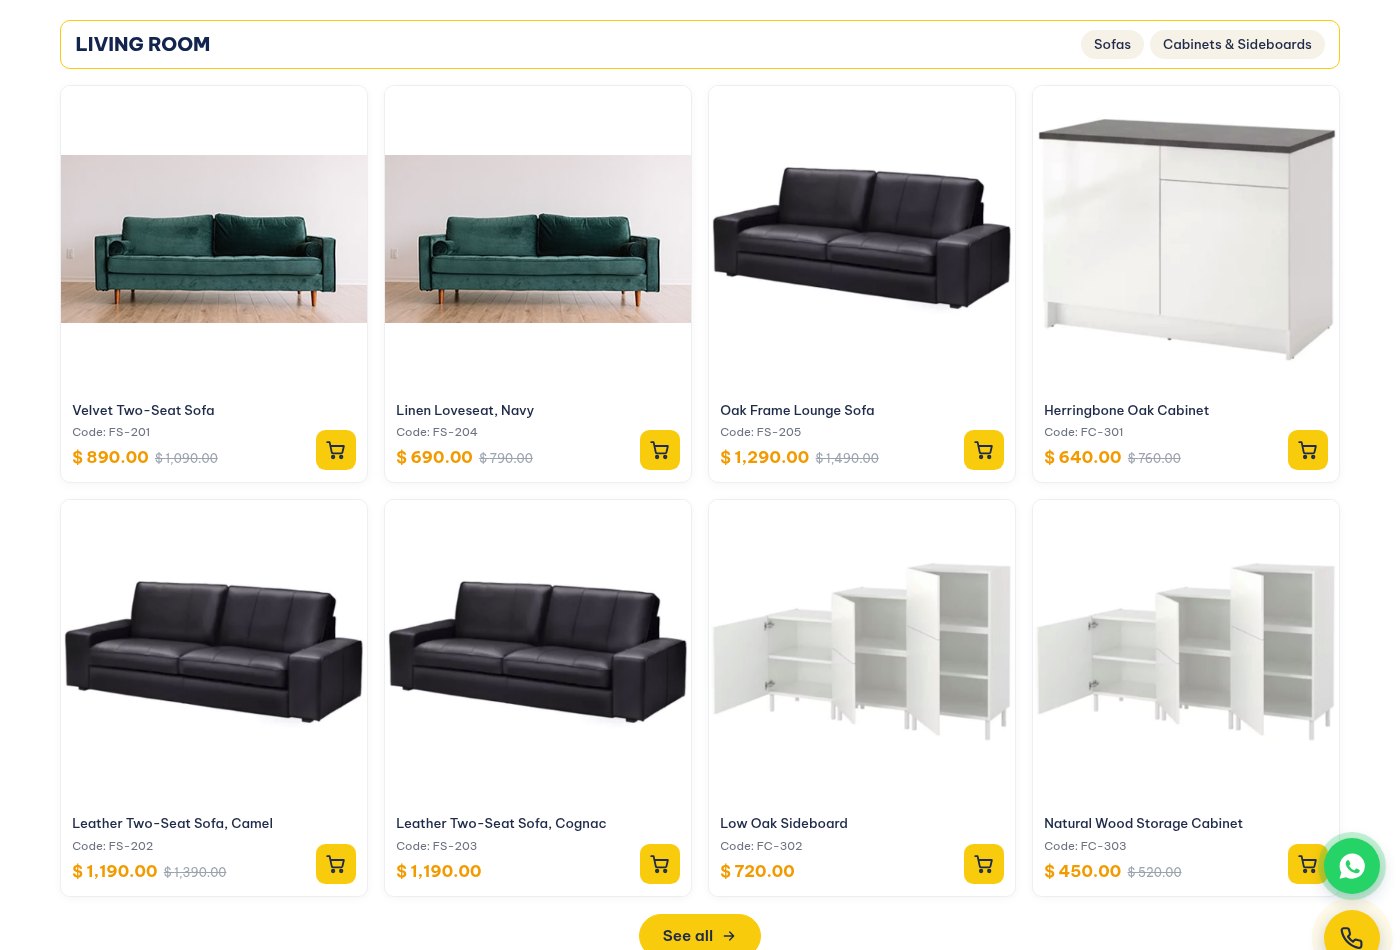 LIVING ROOM
Sofas
Cabinets & Sideboards
Velvet Two-Seat Sofa
Code: FS-201
$ 890.00 $ 1,090.00
Linen Loveseat, Navy
Code: FS-204
$ 690.00 $ 790.00
Oak Frame Lounge Sofa
Code: FS-205
$ 1,290.00 $ 1,490.00
Herringbone Oak Cabinet
Code: FC-301
$ 640.00 $ 760.00
Leather Two-Seat Sofa, Camel
Code: FS-202
$ 1,190.00 $ 1,390.00
Leather Two-Seat Sofa, Cognac
Code: FS-203
$ 1,190.00
Low Oak Sideboard
Code: FC-302
$ 720.00
Natural Wood Storage Cabinet
Code: FC-303
$ 450.00 $ 520.00
See all →